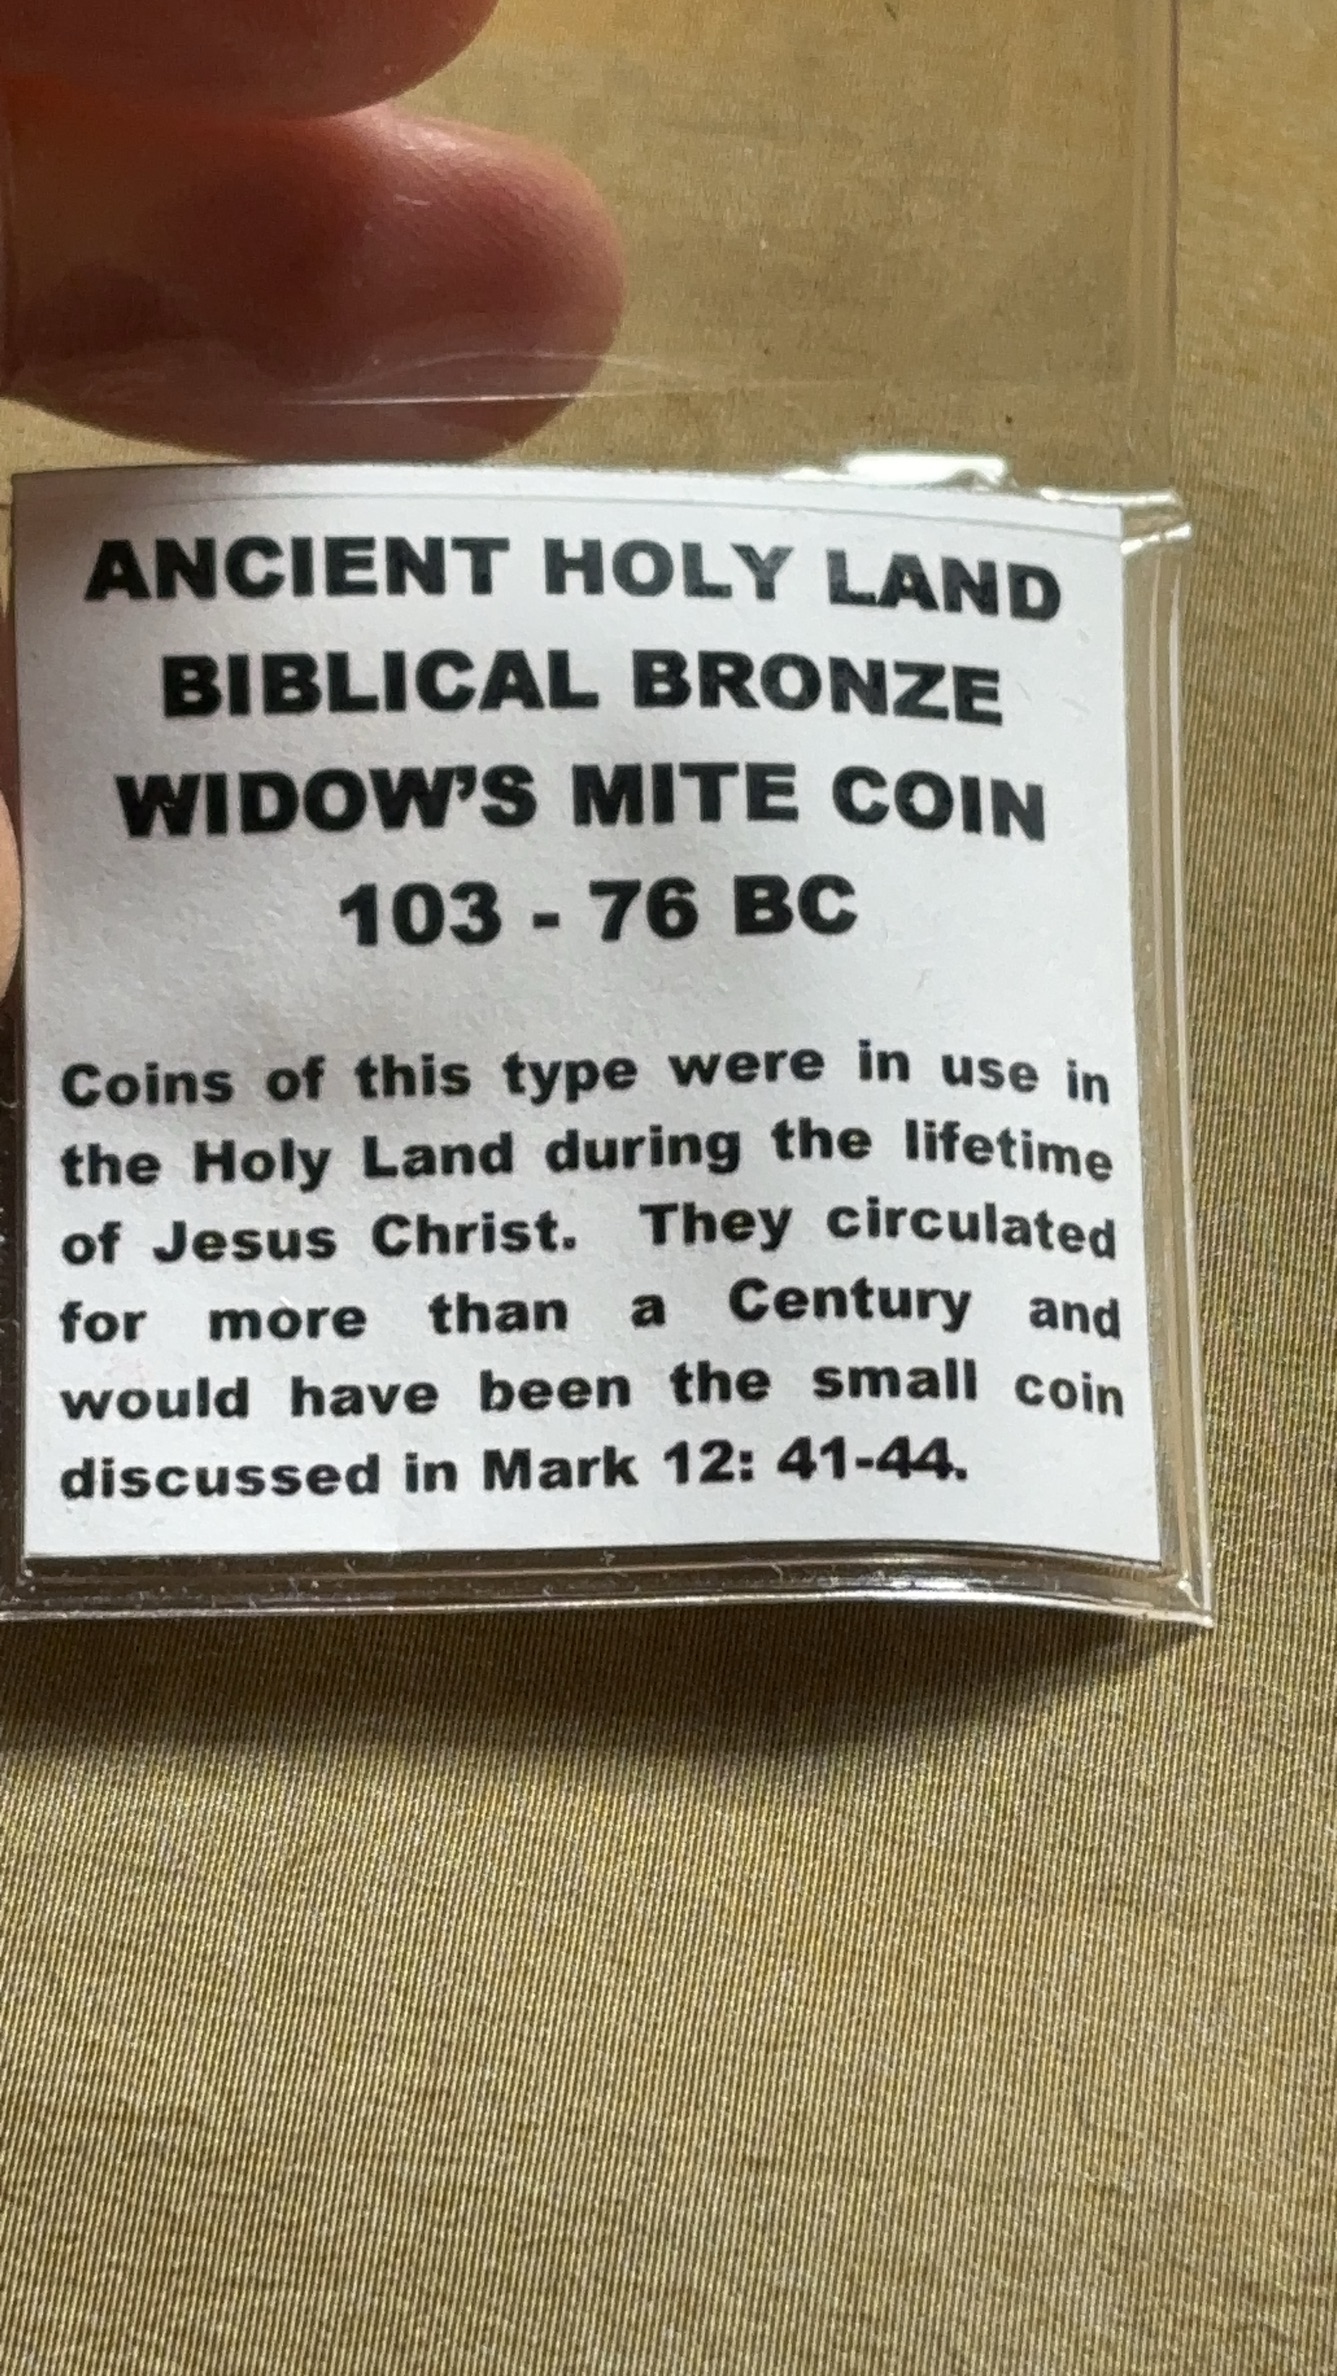 ANCIENT HOLY LAND
BIBLICAL BRONZE
WIDOW'S MITE COIN
103 - 76 BC
Coins of this type were in use in
the Holy Land during the lifetime
of Jesus Christ. They circulated
for more than a Century and
would have been the small coin
discussed in Mark 12: 41-44.